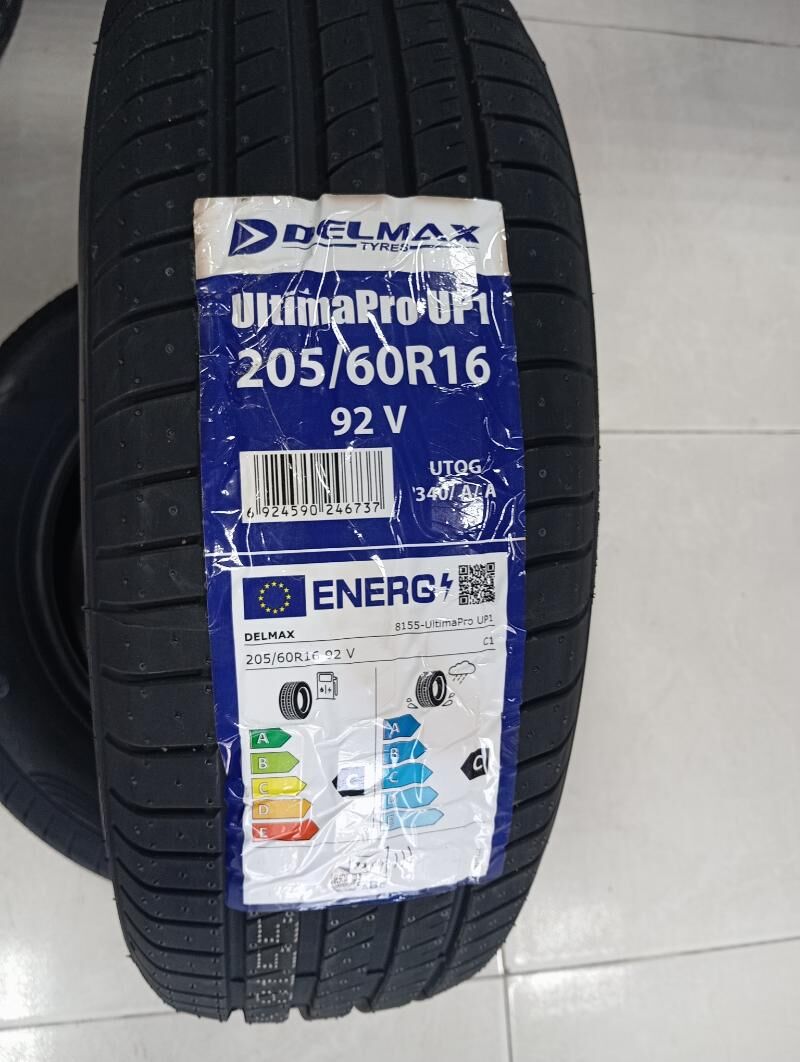 DELMAX
TYRES
UltimaPro UP1
205/60R16
92 V
UTQG
340/ A/ A
6 924590 246737
ENERG
8155-UltimaPro UP1
DELMAX
C1
205/60R16 92 V
A
B
C
D
E
C
A
B
C
D
E
C